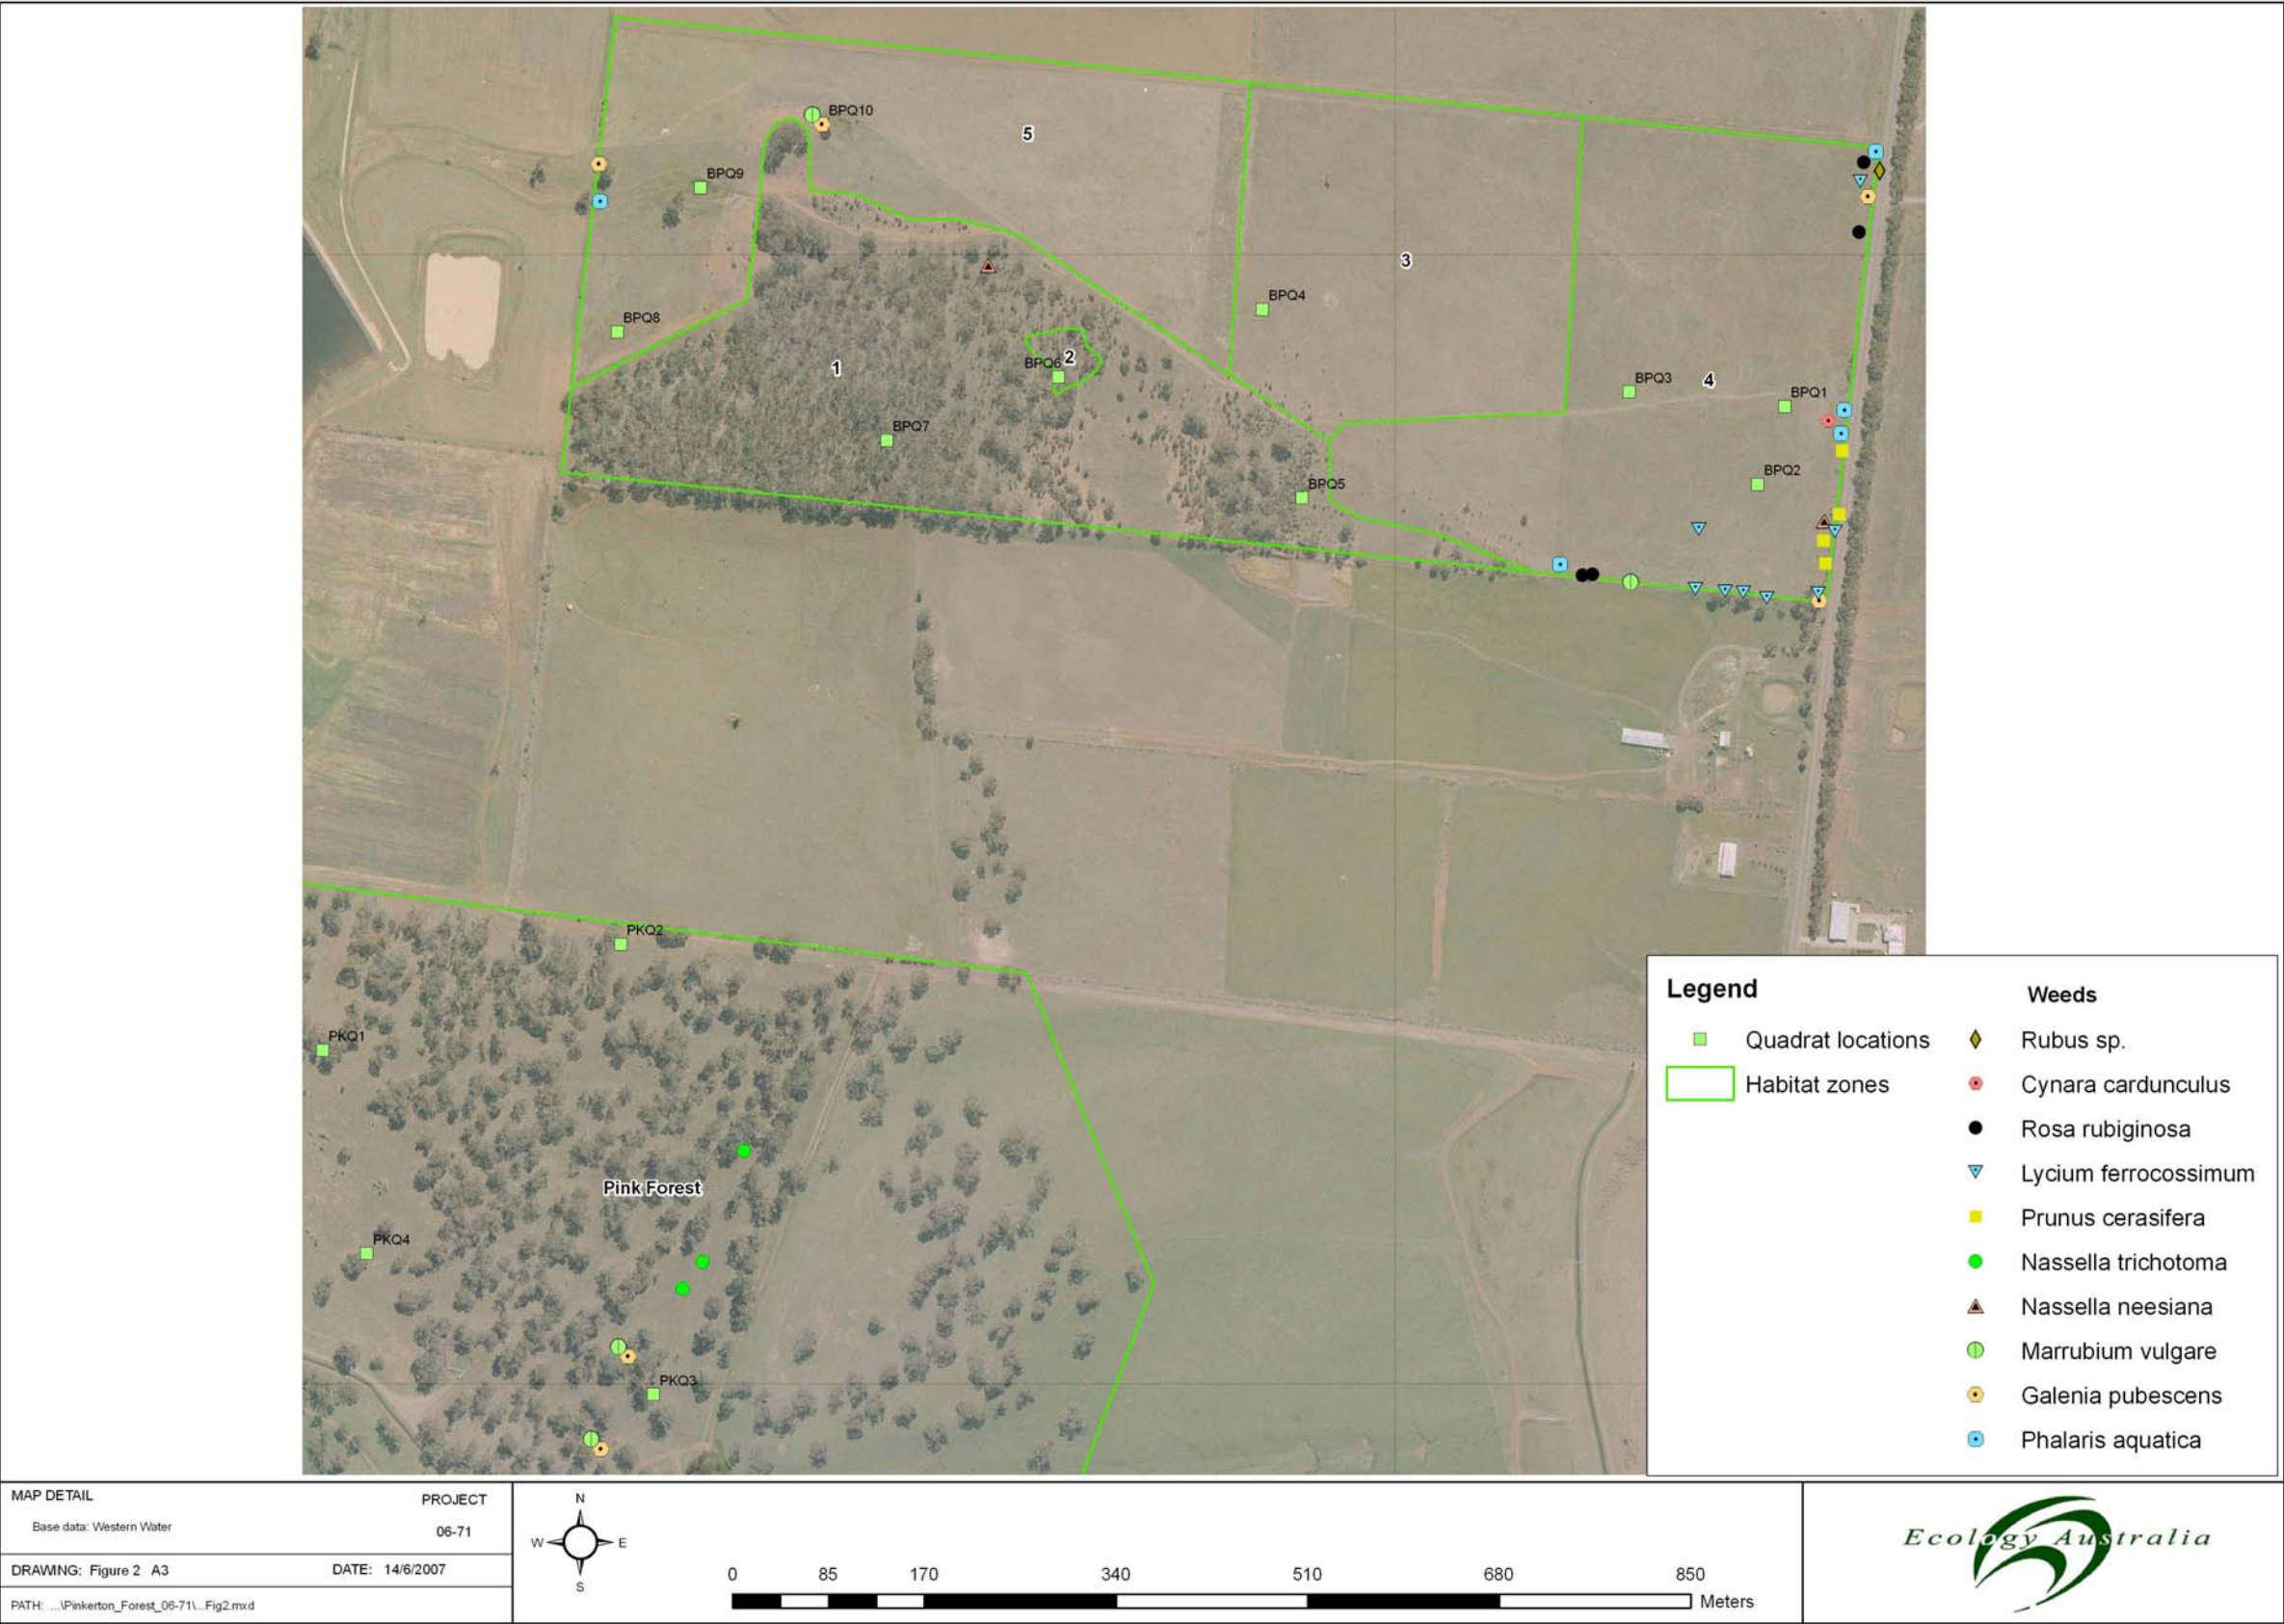 BPQ10
5
BPQ9
3
BPQ4
BPQ8
1
BPQ6
2
BPQ3
4
BPQ1
BPQ7
BPQ2
BPQ5
PKQ2
PKQ1
Pink Forest
PKQ4
PKQ3
Legend
Quadrat locations
Habitat zones
Weeds
Rubus sp.
Cynara cardunculus
Rosa rubiginosa
Lycium ferrocossimum
Prunus cerasifera
Nassella trichotoma
Nassella neesiana
Marrubium vulgare
Galenia pubescens
Phalaris aquatica
MAP DETAIL
PROJECT
Base data: Western Water
06-71
DRAWING: Figure 2 A3
DATE: 14/6/2007
PATH: ...\Pinkerton_Forest_06-71\...Fig2.mxd
N
W E
S
0 85 170 340 510 680 850
Meters
Ecology Australia